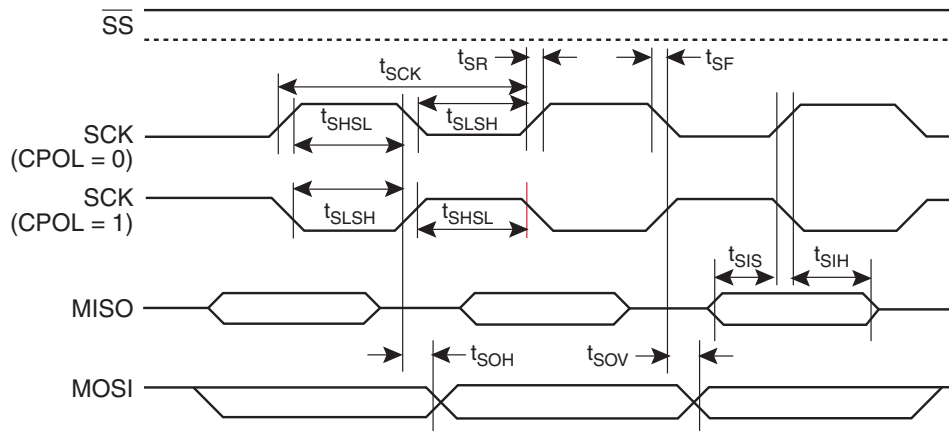 SS
tSR
tSF
tSCK
tSHSL
tSLSH
SCK
(CPOL = 0)
SCK
(CPOL = 1)
tSLSH
tSHSL
tSIS
tSIH
MISO
tSOH
tSOV
MOSI